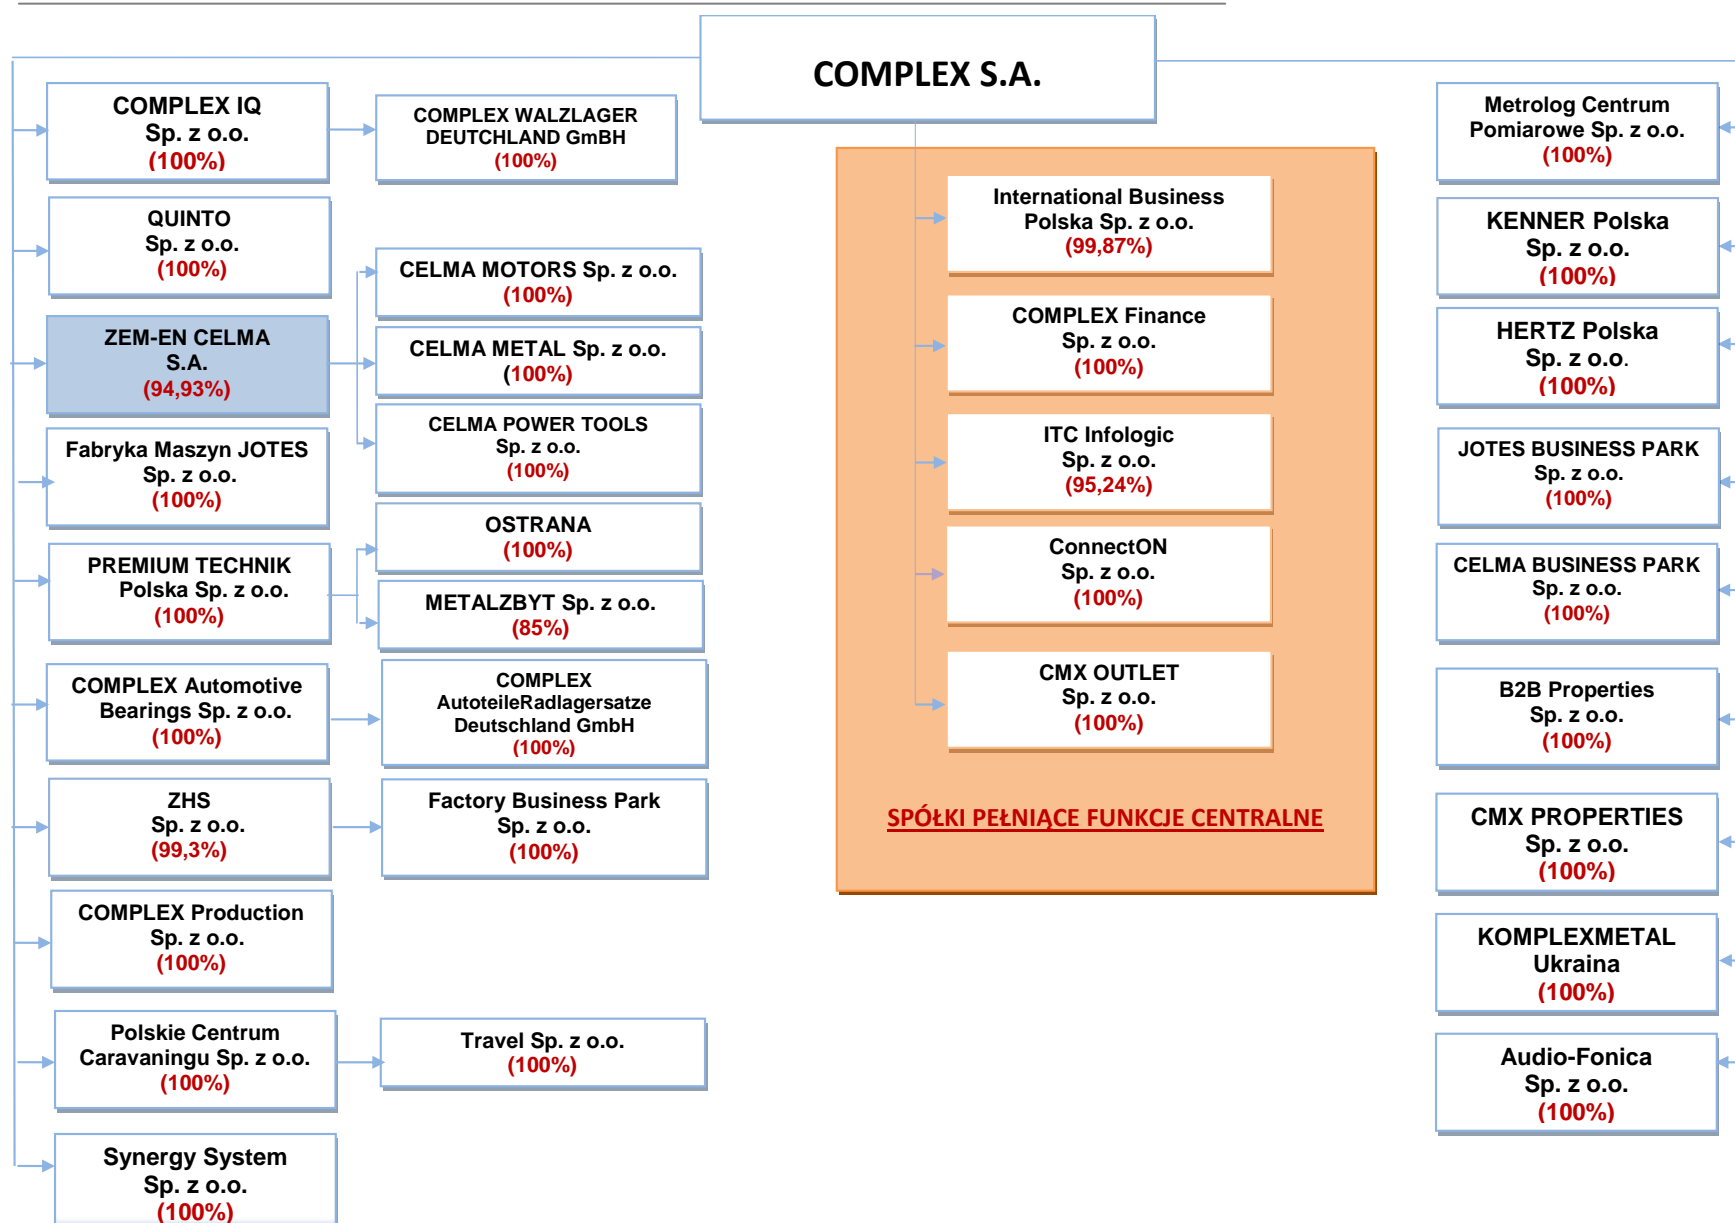 COMPLEX S.A.
COMPLEX IQ
Sp. z o.o.
(100%)
COMPLEX WALZLAGER
DEUTCHLAND GmBH
(100%)
QUINTO
Sp. z o.o.
(100%)
ZEM-EN CELMA
S.A.
(94,93%)
CELMA MOTORS Sp. z o.o.
(100%)
CELMA METAL Sp. z o.o.
(100%)
CELMA POWER TOOLS
Sp. z o.o.
(100%)
Fabryka Maszyn JOTES
Sp. z o.o.
(100%)
PREMIUM TECHNIK
Polska Sp. z o.o.
(100%)
OSTRANA
(100%)
METALZBYT Sp. z o.o.
(85%)
COMPLEX Automotive
Bearings Sp. z o.o.
(100%)
COMPLEX
AutoteileRadlagersatze
Deutschland GmbH
(100%)
ZHS
Sp. z o.o.
(99,3%)
Factory Business Park
Sp. z o.o.
(100%)
COMPLEX Production
Sp. z o.o.
(100%)
Polskie Centrum
Caravaningu Sp. z o.o.
(100%)
Travel Sp. z o.o.
(100%)
Synergy System
Sp. z o.o.
(100%)
International Business
Polska Sp. z o.o.
(99,87%)
COMPLEX Finance
Sp. z o.o.
(100%)
ITC Infologic
Sp. z o.o.
(95,24%)
ConnectON
Sp. z o.o.
(100%)
CMX OUTLET
Sp. z o.o.
(100%)
SPÓŁKI PEŁNIĄCE FUNKCJE CENTRALNE
Metrolog Centrum
Pomiarowe Sp. z o.o.
(100%)
KENNER Polska
Sp. z o.o.
(100%)
HERTZ Polska
Sp. z o.o.
(100%)
JOTES BUSINESS PARK
Sp. z o.o.
(100%)
CELMA BUSINESS PARK
Sp. z o.o.
(100%)
B2B Properties
Sp. z o.o.
(100%)
CMX PROPERTIES
Sp. z o.o.
(100%)
KOMPLEXMETAL
Ukraina
(100%)
Audio-Fonica
Sp. z o.o.
(100%)